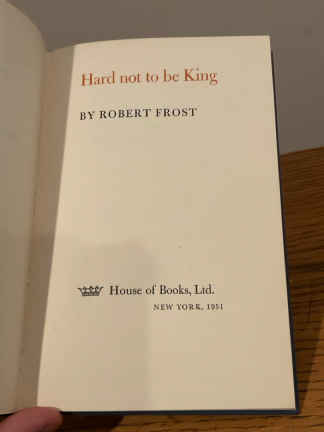 Hard not to be King
BY ROBERT FROST
House of Books, Ltd.
NEW YORK, 1951